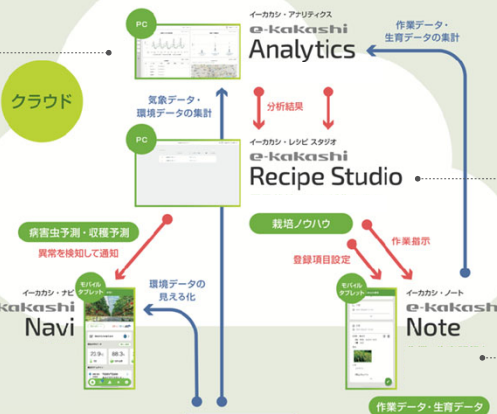 PC
イーカカシ・アナリティクス
e-kakashi
Analytics
作業データ・
生育データの集計
クラウド
気象データ・
環境データの集計
分析結果
PC
イーカカシ・レシピ スタジオ
e-kakashi
Recipe Studio
病害虫予測・収穫予測
異常を検知して通知
栽培ノウハウ
作業指示
登録項目設定
イーカカシ・ナビ
kakashi
Navi
モバイル
タブレット
環境データの
見える化
モバイル
タブレット
イーカカシ・ノート
e-kakashi
Note
作業データ・生育データ